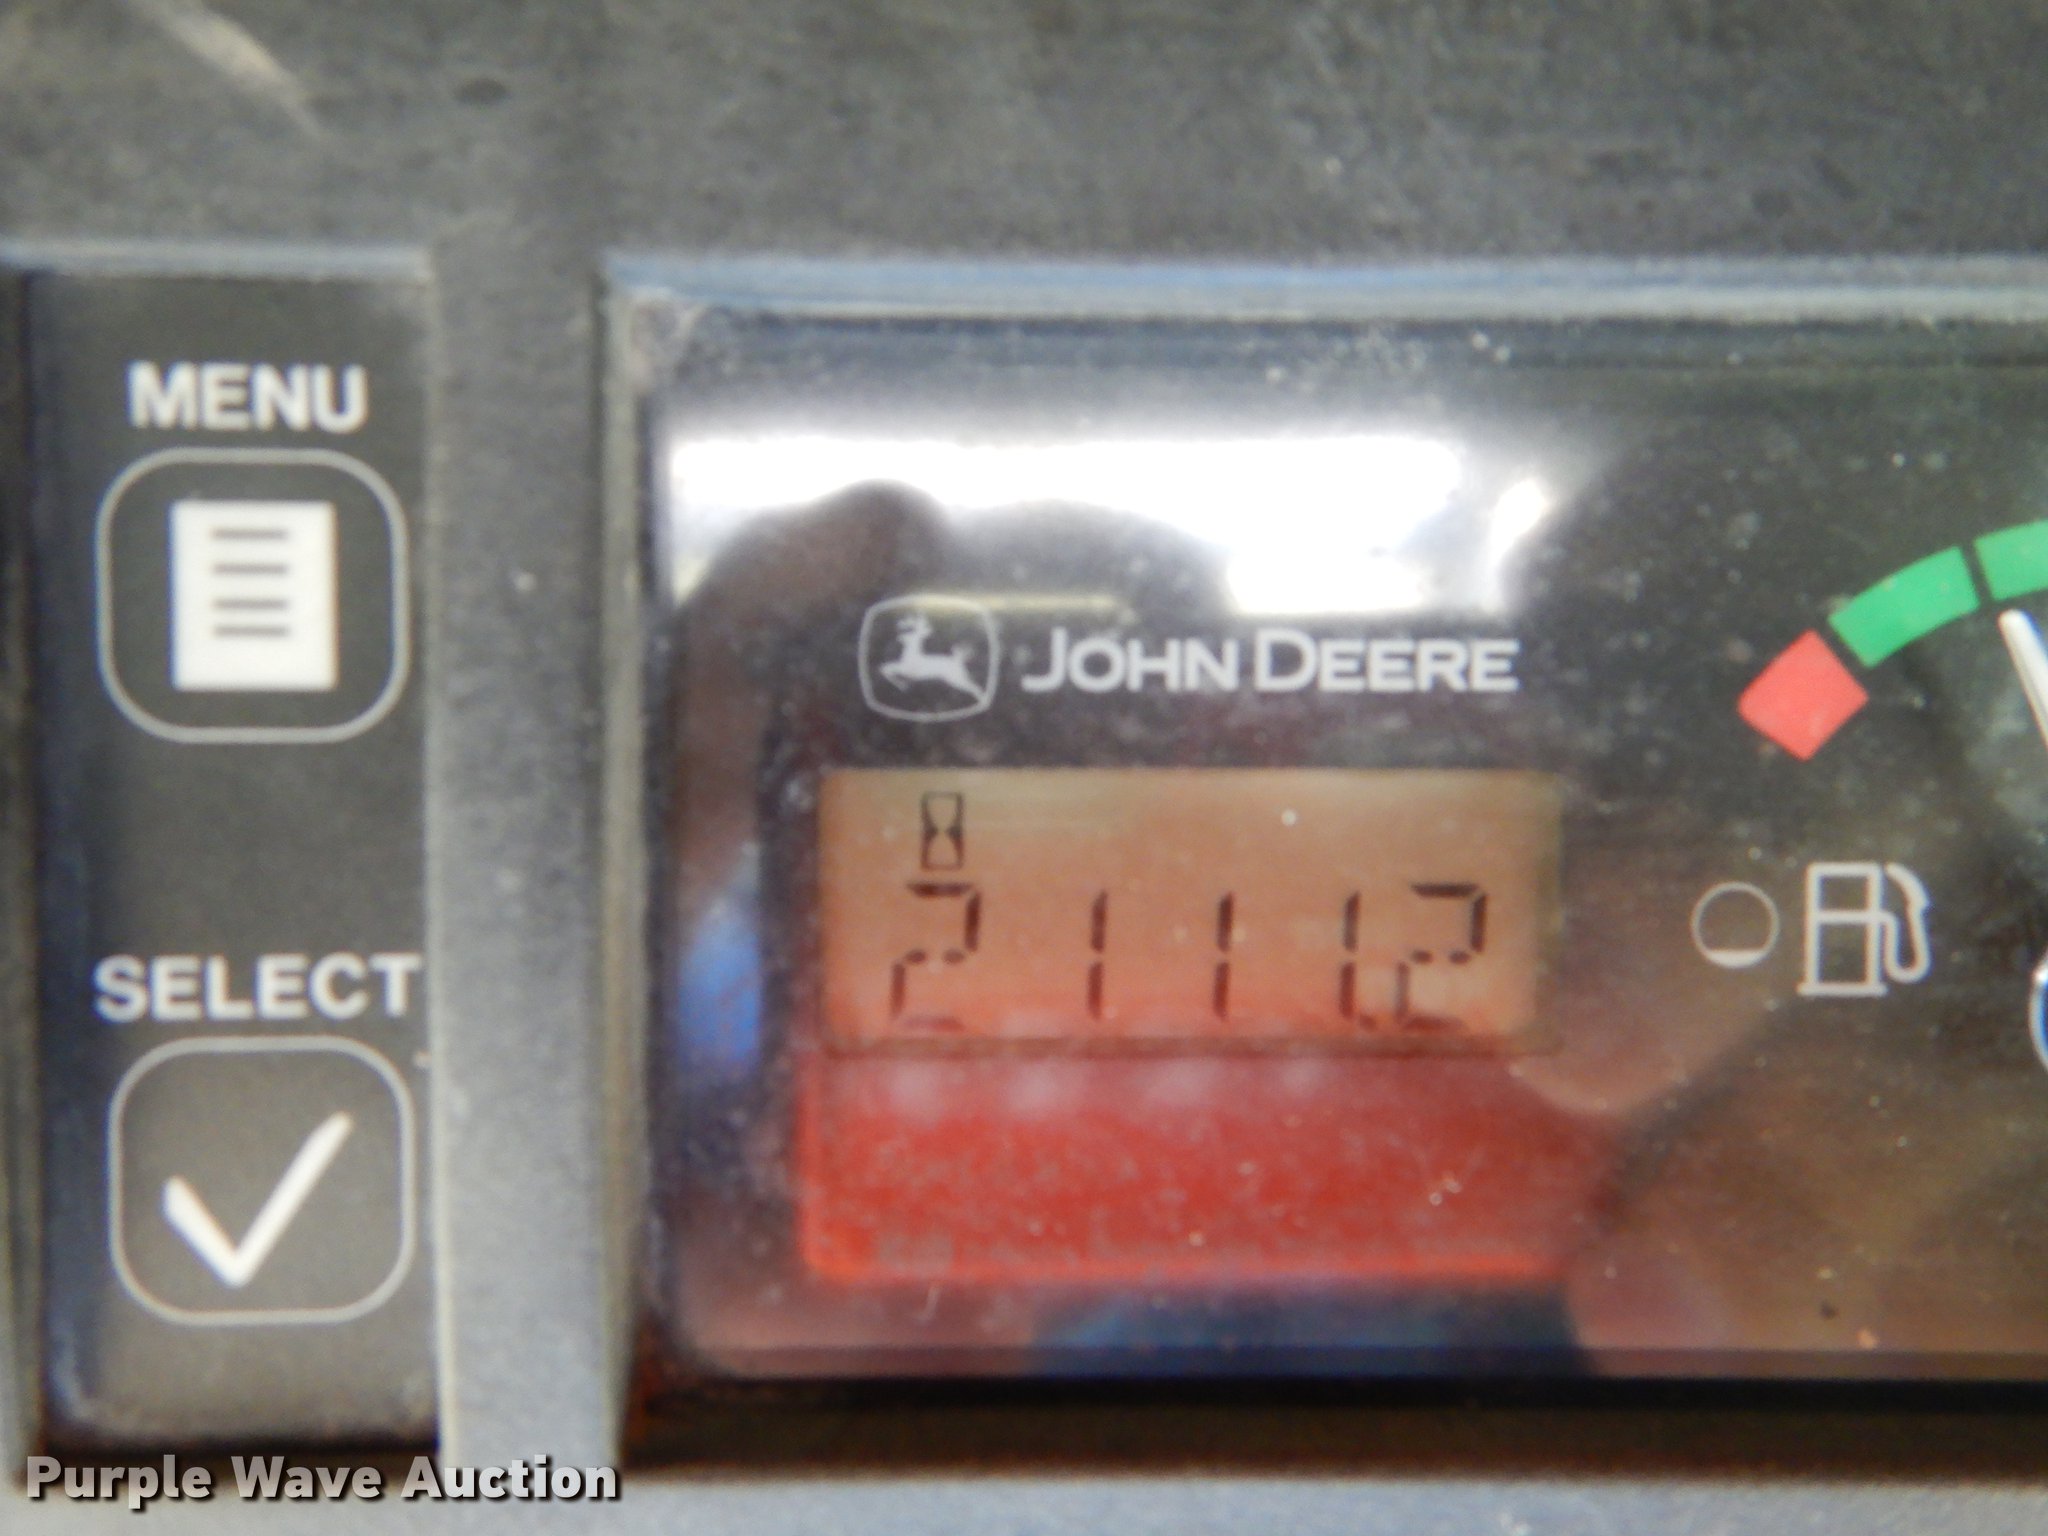 MENU
JOHN DEERE
2111.2
SELECT
Purple Wave Auction